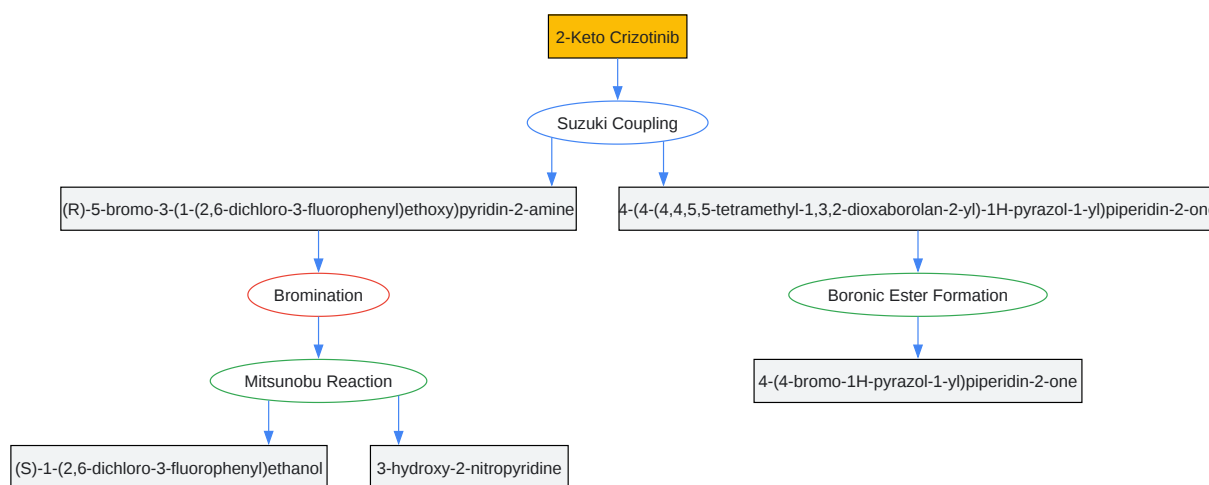 2-Keto Crizotinib
Suzuki Coupling
(R)-5-bromo-3-(1-(2,6-dichloro-3-fluorophenyl)ethoxy)pyridin-2-amine
4-(4-(4,4,5,5-tetramethyl-1,3,2-dioxaborolan-2-yl)-1H-pyrazol-1-yl)piperidin-2-one
Bromination
Boronic Ester Formation
Mitsunobu Reaction
4-(4-bromo-1H-pyrazol-1-yl)piperidin-2-one
(S)-1-(2,6-dichloro-3-fluorophenyl)ethanol
3-hydroxy-2-nitropyridine